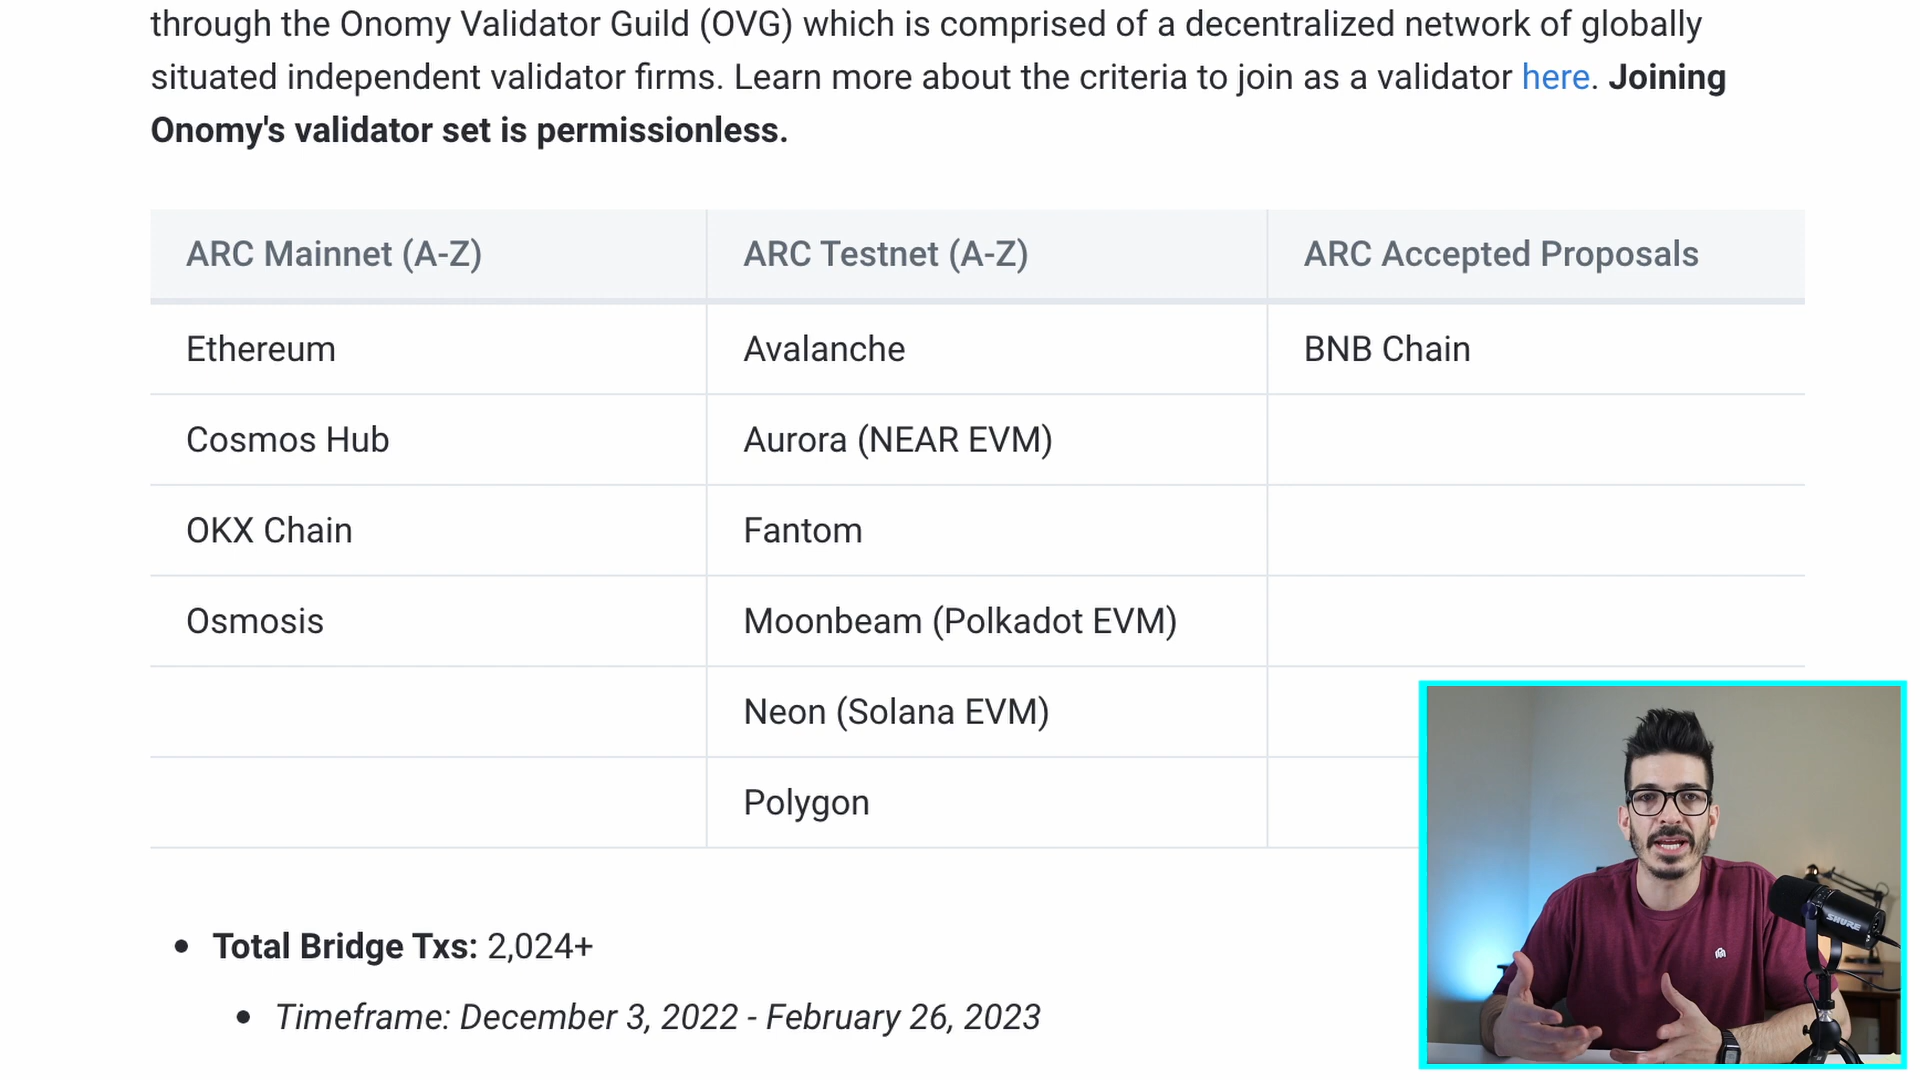 through the Onomy Validator Guild (OVG) which is comprised of a decentralized network of globally
situated independent validator firms. Learn more about the criteria to join as a validator here. Joining
Onomy's validator set is permissionless.
ARC Mainnet (A-Z) ARC Testnet (A-Z) ARC Accepted Proposals
Ethereum Avalanche BNB Chain
Cosmos Hub Aurora (NEAR EVM)
OKX Chain Fantom
Osmosis Moonbeam (Polkadot EVM)
Neon (Solana EVM)
Polygon
Total Bridge Txs: 2,024+
Timeframe: December 3, 2022 - February 26, 2023
SHURE